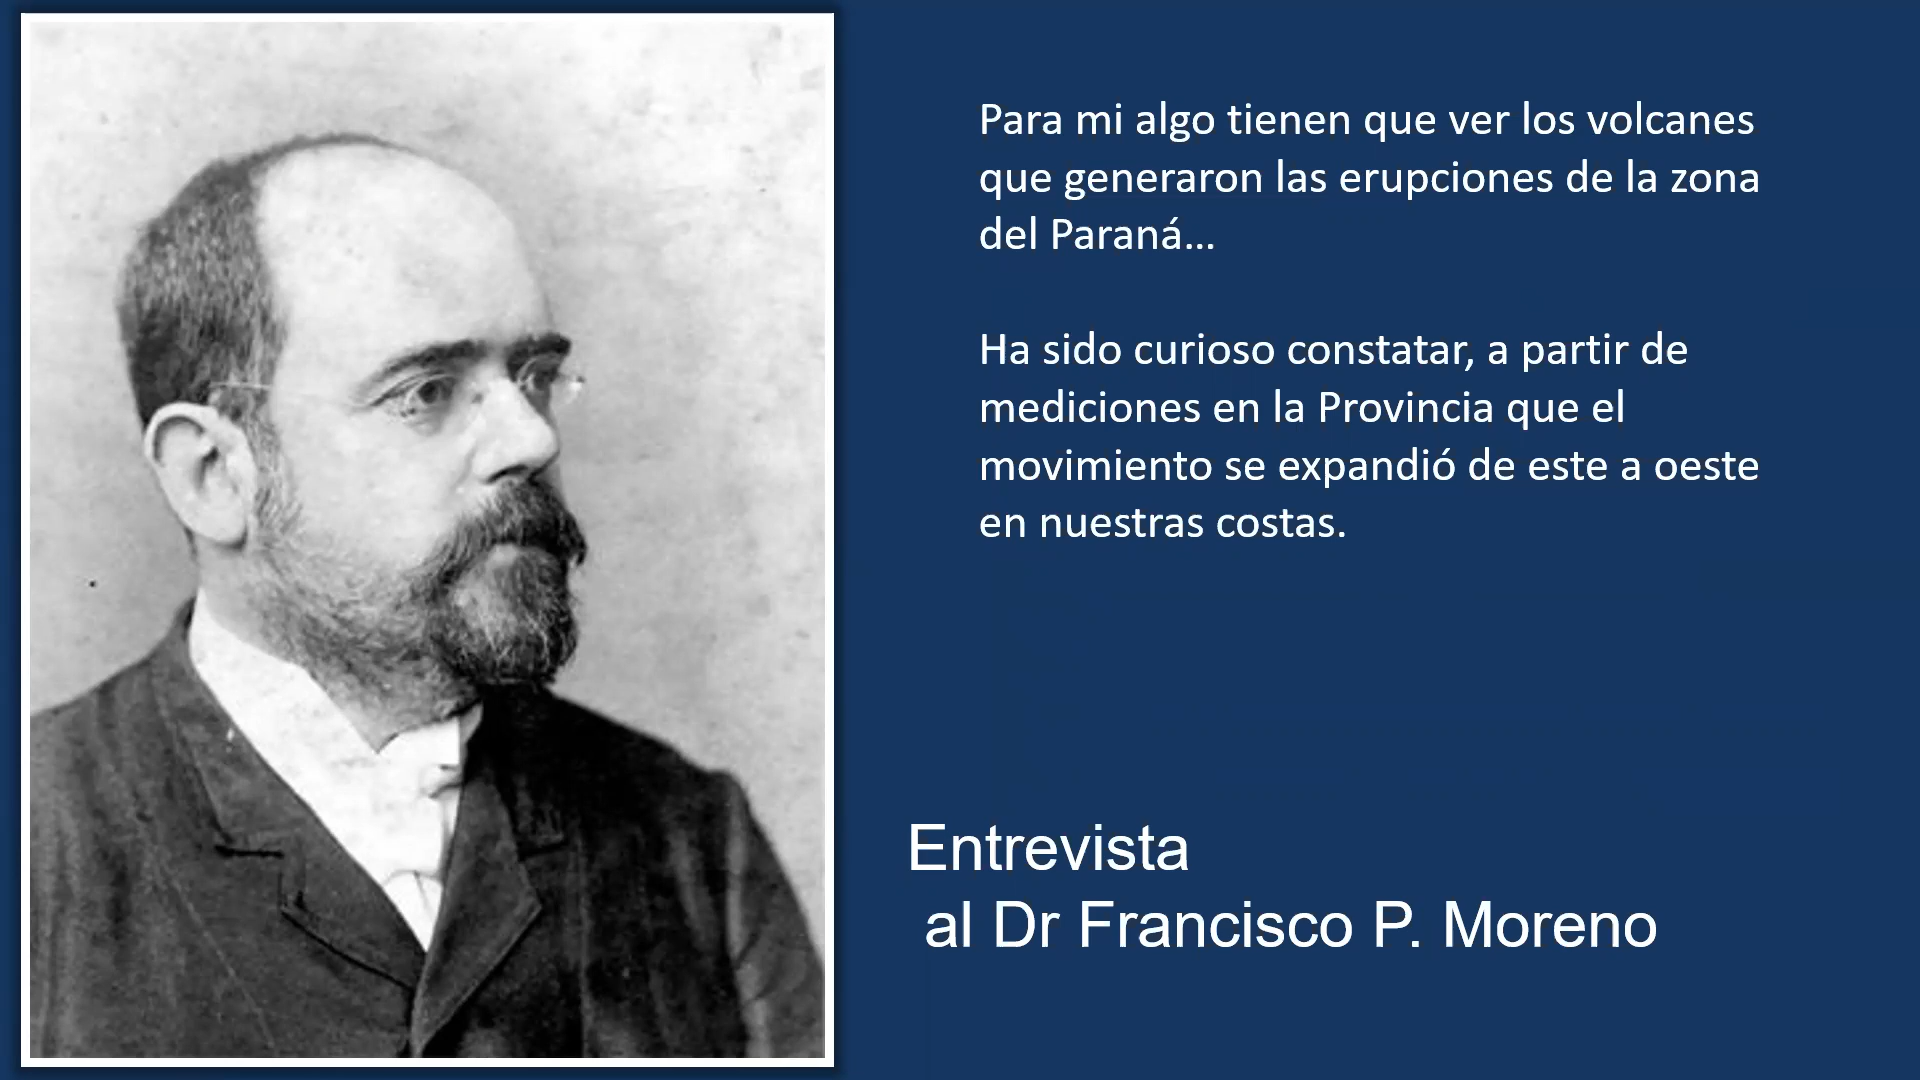 Para mi algo tienen que ver los volcanes
que generaron las erupciones de la zona
del Paraná...
Ha sido curioso constatar, a partir de
mediciones en la Provincia que el
movimiento se expandió de este a oeste
en nuestras costas.
Entrevista
al Dr Francisco P. Moreno